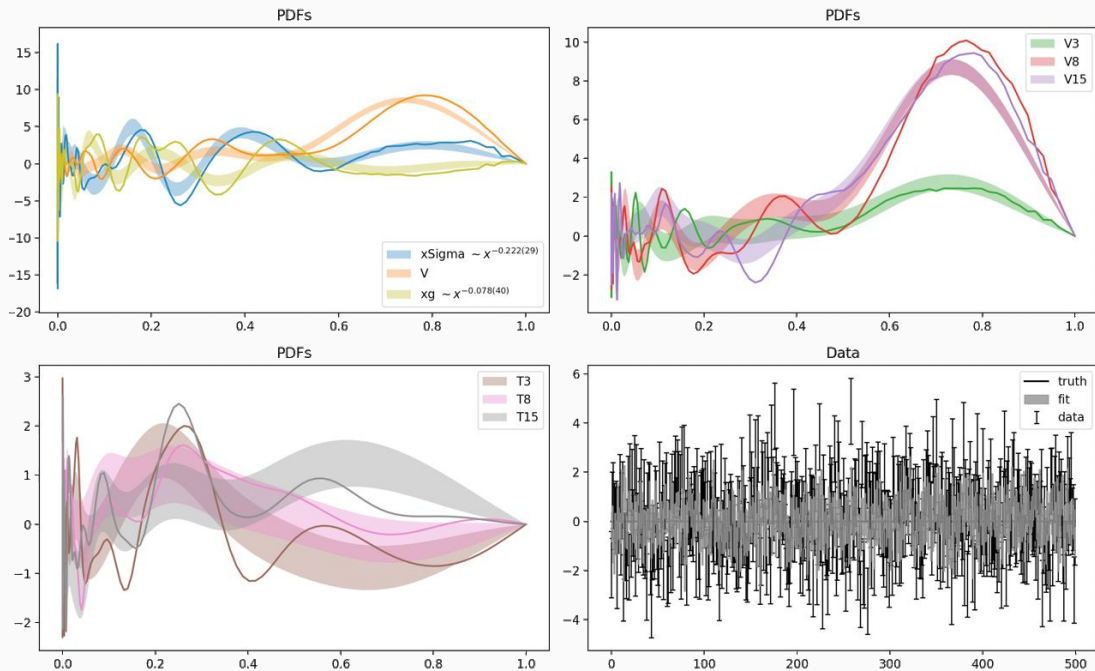 PDFs
15
10
5
0
−5
−10
−15
−20
0.0 0.2 0.4 0.6 0.8 1.0
xSigma ~ x^−0.222(29)
V
xg ~ x^−0.078(40)
PDFs
10
8
6
4
2
0
−2
0.0 0.2 0.4 0.6 0.8 1.0
V3
V8
V15
PDFs
3
2
1
0
−1
−2
0.0 0.2 0.4 0.6 0.8 1.0
T3
T8
T15
Data
6
4
2
0
−2
−4
0 100 200 300 400 500
truth
fit
data